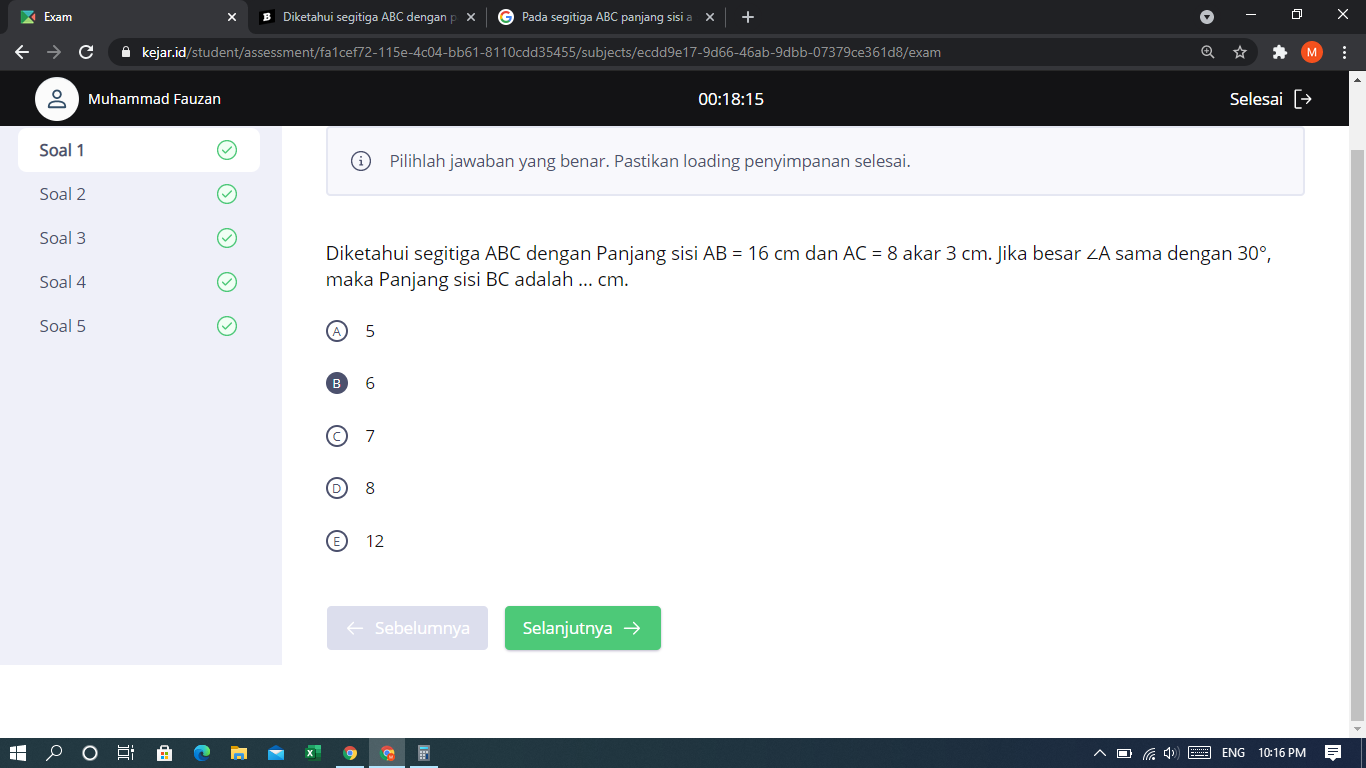 Exam
Diketahui segitiga ABC dengan p
Pada segitiga ABC panjang sisi a
kejar.id/student/assessment/fa1cef72-115e-4c04-bb61-8110cdd35455/subjects/ecdd9e17-9d66-46ab-9dbb-07379ce361d8/exam
M
Muhammad Fauzan
00:18:15
Selesai
Soal 1
Soal 2
Soal 3
Soal 4
Soal 5
Pilihlah jawaban yang benar. Pastikan loading penyimpanan selesai.
Diketahui segitiga ABC dengan Panjang sisi AB = 16 cm dan AC = 8 akar 3 cm. Jika besar ∠A sama dengan 30°,
maka Panjang sisi BC adalah ... cm.
A 5
B 6
C 7
D 8
E 12
← Sebelumnya
Selanjutnya →
ENG
10:16 PM